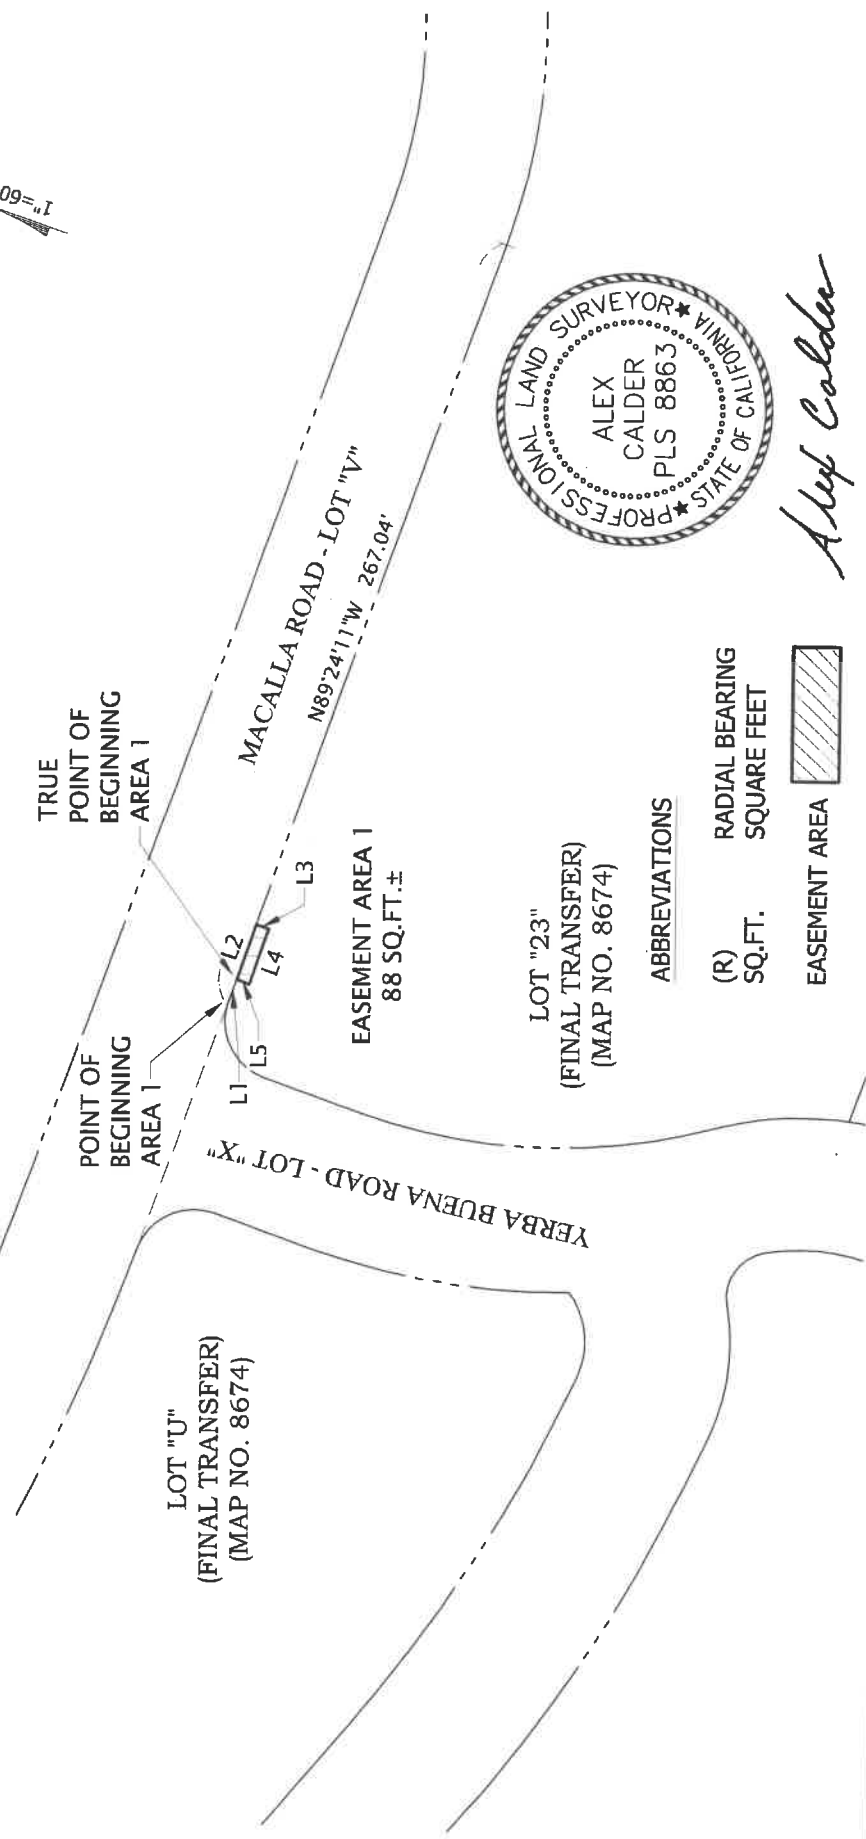 1"=60
TRUE
POINT OF
BEGINNING
AREA 1
POINT OF
BEGINNING
AREA 1
MACALLA ROAD - LOT "V"
N89°24'11"W 267.04'
L1
L2
L3
L4
L5
EASEMENT AREA 1
88 SQ.FT.±
YERBA BUENA ROAD - LOT "X"
LOT "U"
(FINAL TRANSFER)
(MAP NO. 8674)
LOT "23"
(FINAL TRANSFER)
(MAP NO. 8674)
ABBREVIATIONS
(R) RADIAL BEARING
SQ.FT. SQUARE FEET
EASEMENT AREA
PROFESSIONAL LAND SURVEYOR
ALEX
CALDER
PLS 8863
STATE OF CALIFORNIA
Alex Calder